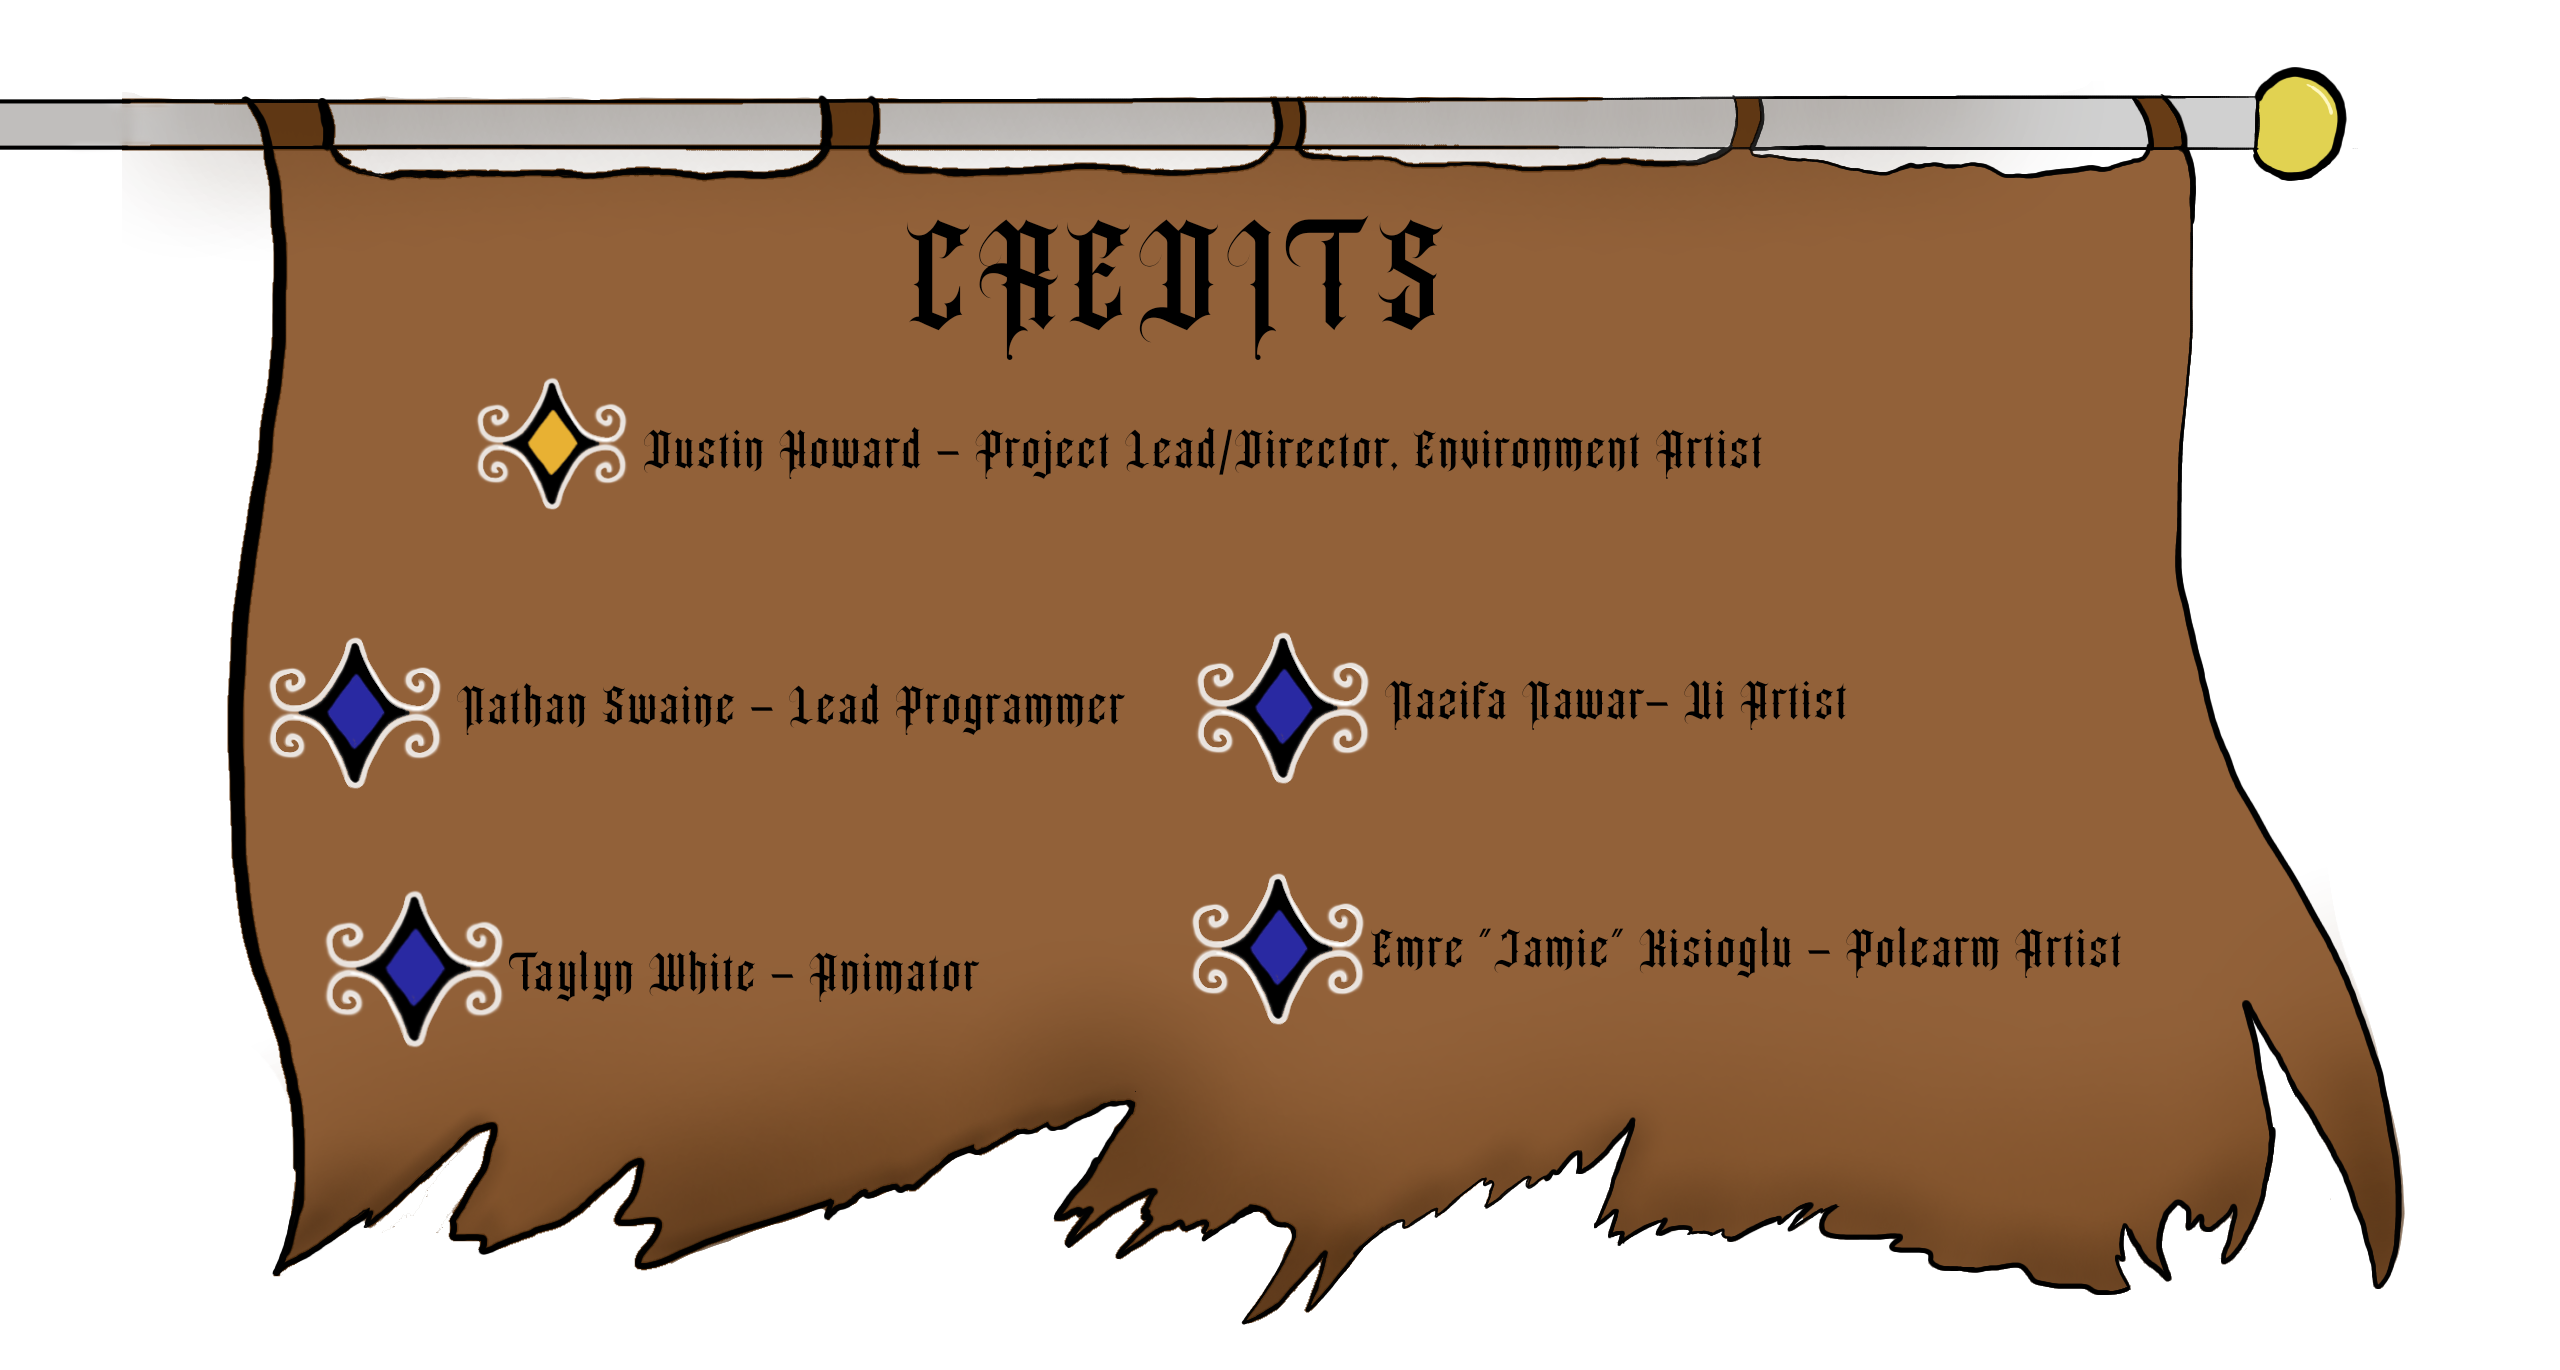 CREDITS
Dustin Howard – Project Lead/Director, Environment Artist
Nathan Swaine – Lead Programmer
Nazifa Nawar– Ui Artist
Taylyn White – Animator
Emre "Jamie" Kisioglu – Polearm Artist